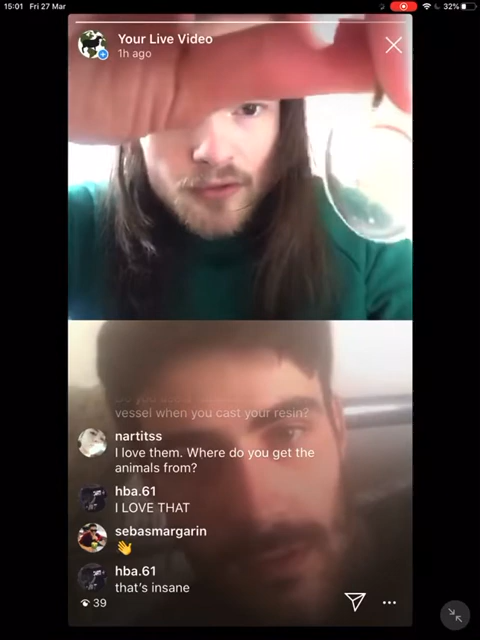 15:01 Fri 27 Mar
32%
Your Live Video
1h ago
vessel when you cast your resin?
nartitss
I love them. Where do you get the
animals from?
hba.61
I LOVE THAT
sebasmargarin
👋
hba.61
that's insane
39